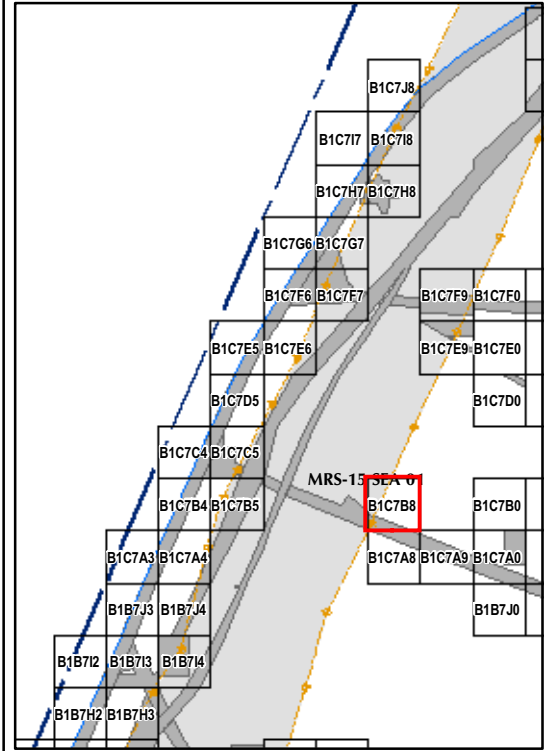 B1C7J8
B1C7I7 B1C7I8
B1C7H7 B1C7H8
B1C7G6 B1C7G7
B1C7F6 B1C7F7 B1C7F9 B1C7F0
B1C7E5 B1C7E6 B1C7E9 B1C7E0
B1C7D5 B1C7D0
B1C7C4 B1C7C5
MRS-15 SEA 01
B1C7B4 B1C7B5 B1C7B8 B1C7B0
B1C7A3 B1C7A4 B1C7A8 B1C7A9 B1C7A0
B1B7J3 B1B7J4 B1B7J0
B1B7I2 B1B7I3 B1B7I4
B1B7H2 B1B7H3